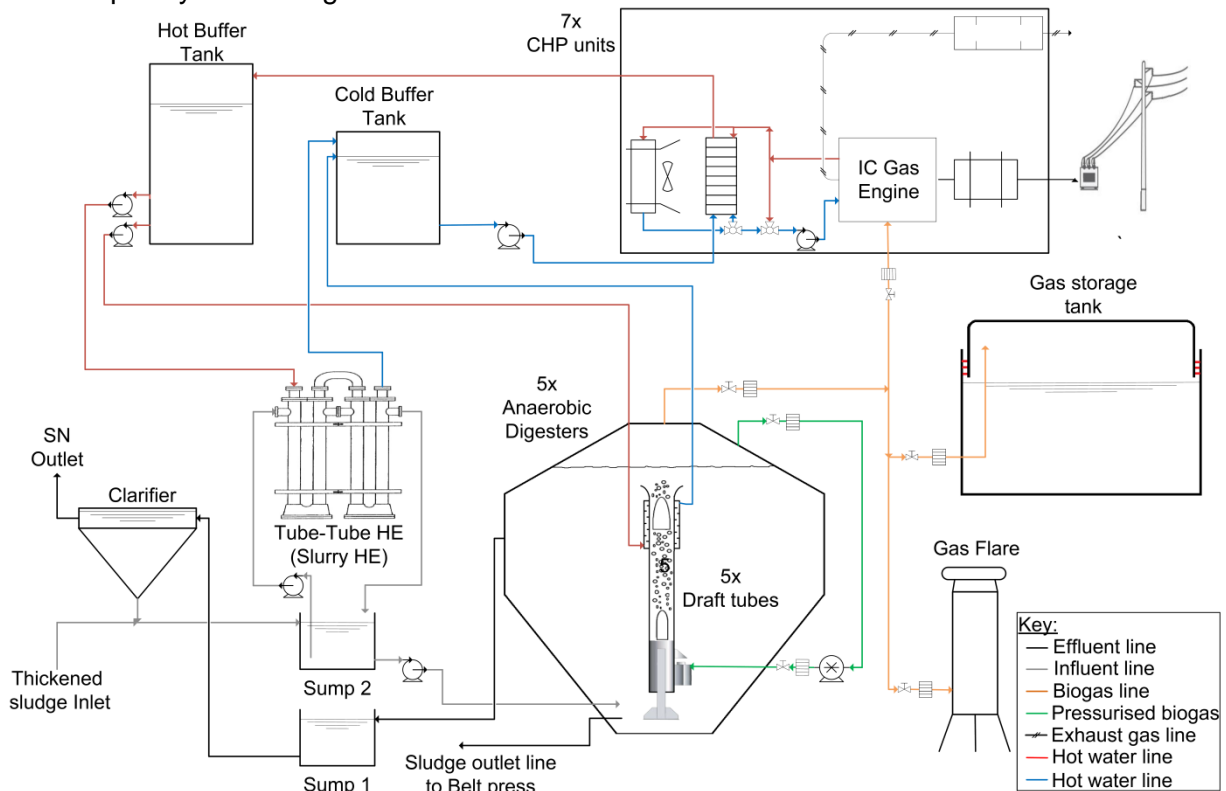 Hot Buffer
Tank
Cold Buffer
Tank
7x
CHP units
IC Gas
Engine
Gas storage
tank
5x
Anaerobic
Digesters
SN
Outlet
Clarifier
Tube-Tube HE
(Slurry HE)
5
5x
Draft tubes
Gas Flare
Thickened
sludge Inlet
Sump 2
Sump 1
Sludge outlet line
to Belt press
Key:
Effluent line
Influent line
Biogas line
Pressurised biogas
Exhaust gas line
Hot water line
Hot water line